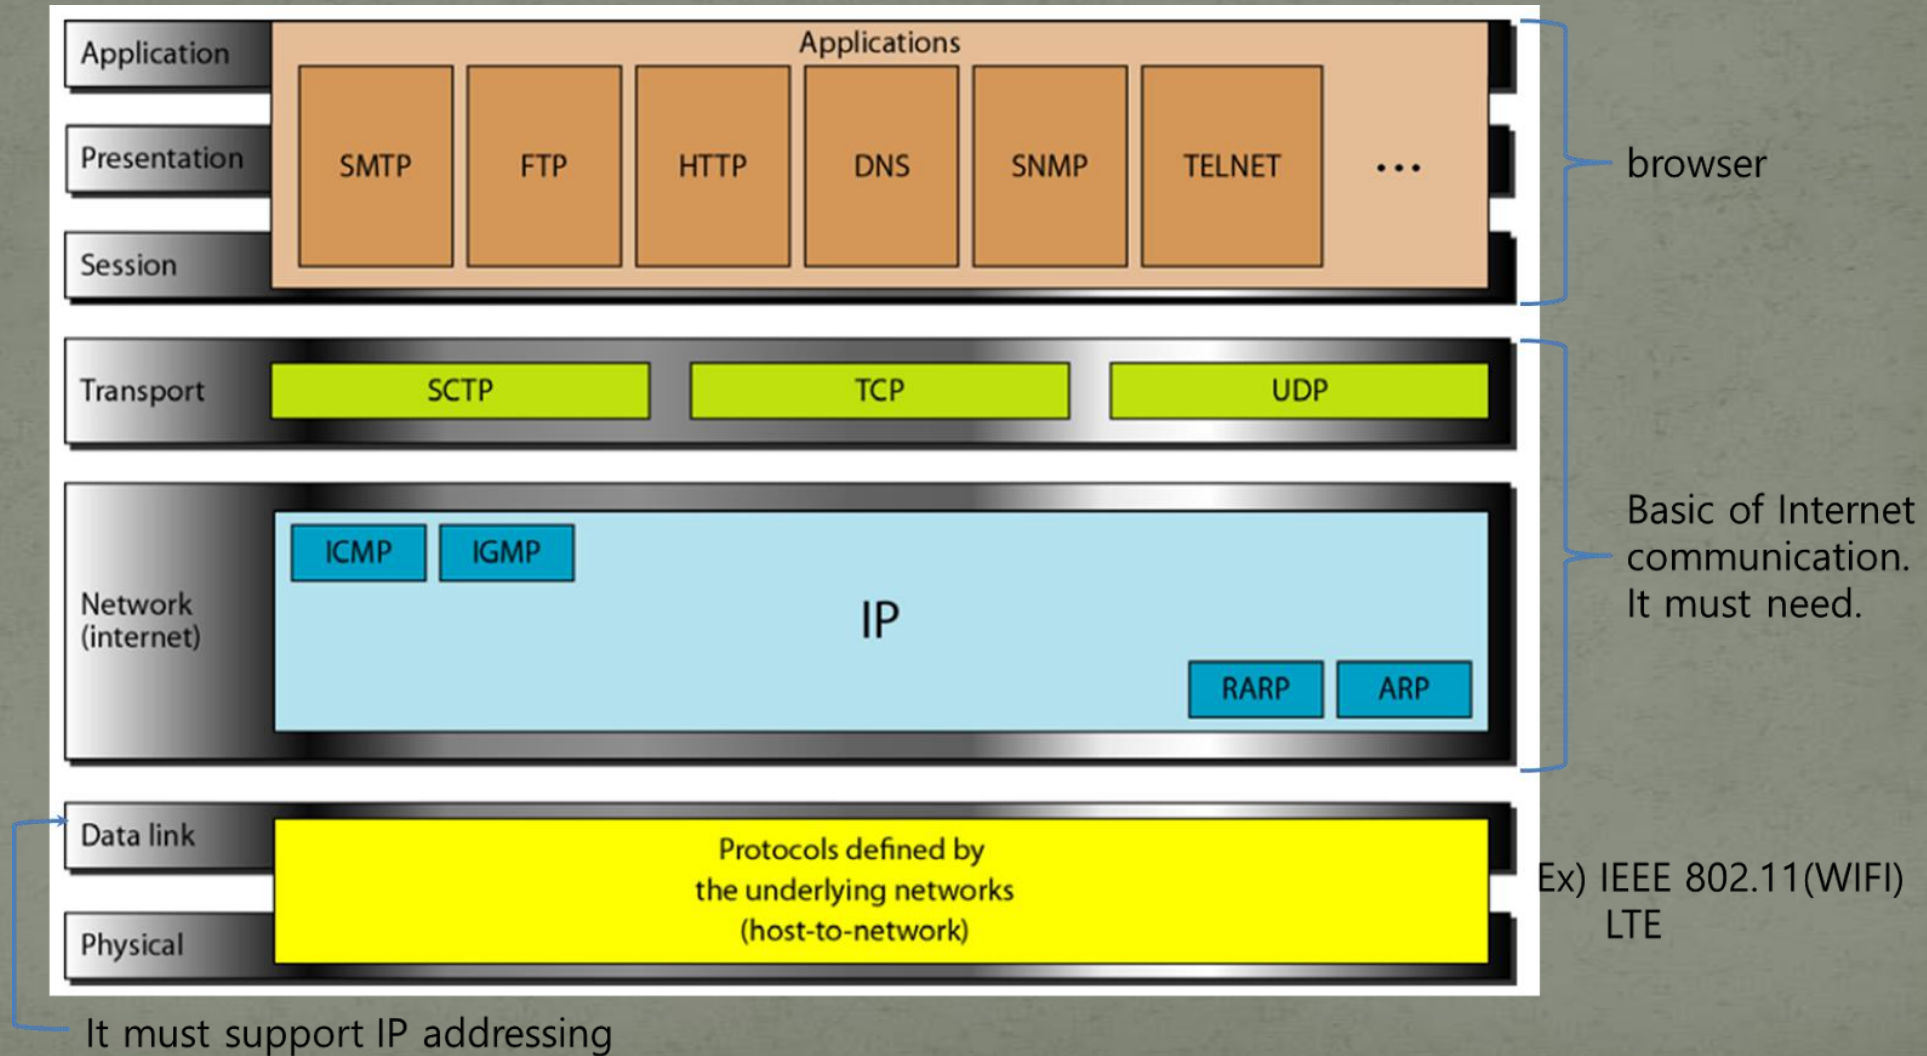 Applications
Application
Presentation
Session
SMTP
FTP
HTTP
DNS
SNMP
TELNET
...
browser
Transport
SCTP
TCP
UDP
Network
(internet)
ICMP
IGMP
IP
RARP
ARP
Basic of Internet
communication.
It must need.
Data link
Physical
Protocols defined by
the underlying networks
(host-to-network)
Ex) IEEE 802.11(WIFI)
LTE
It must support IP addressing